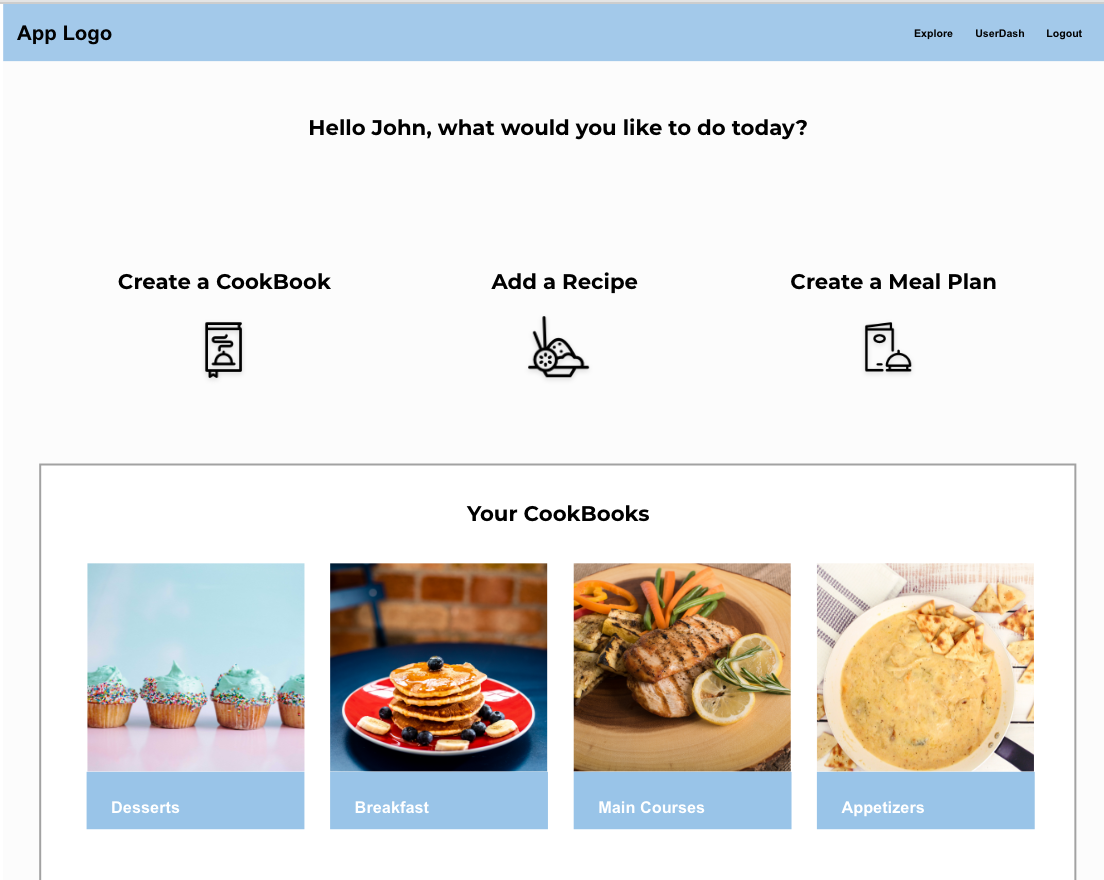 App Logo
Explore UserDash Logout
Hello John, what would you like to do today?
Create a CookBook
Add a Recipe
Create a Meal Plan
Your CookBooks
Desserts
Breakfast
Main Courses
Appetizers